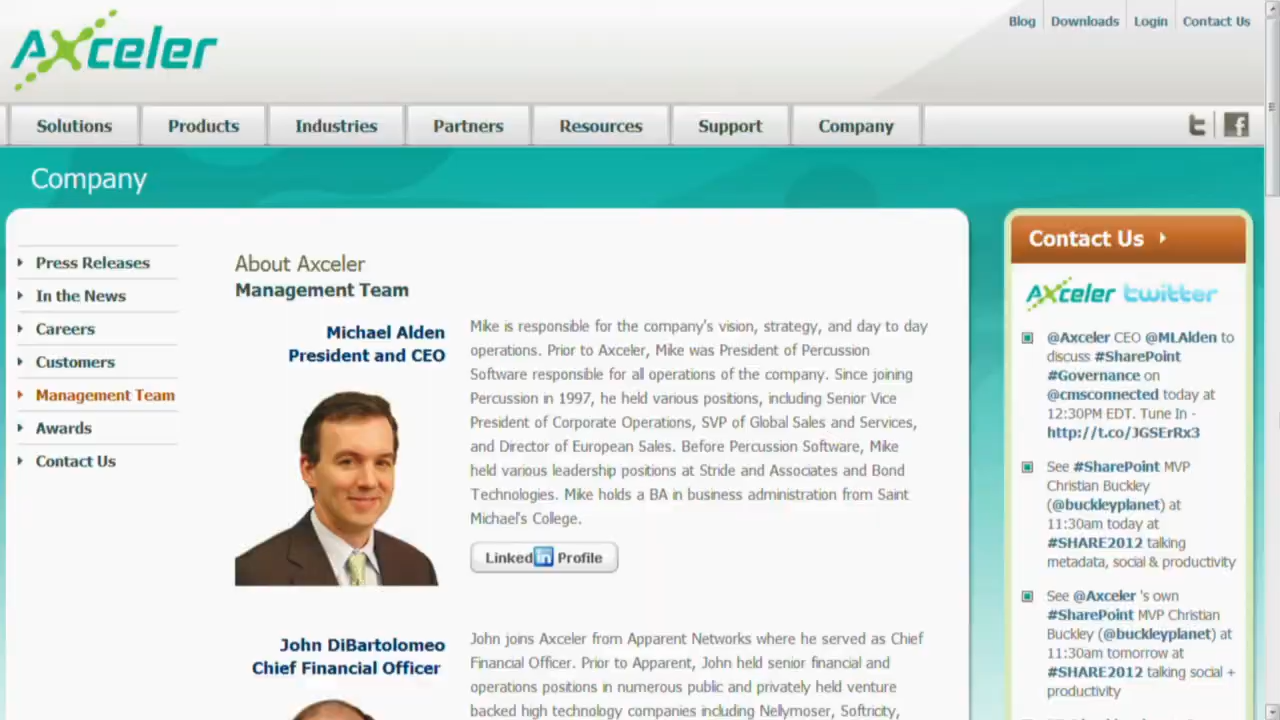 Axceler
Blog Downloads Login Contact Us
Solutions Products Industries Partners Resources Support Company
Company
Press Releases
In the News
Careers
Customers
Management Team
Awards
Contact Us
About Axceler
Management Team
Michael Alden
President and CEO
Mike is responsible for the company's vision, strategy, and day to day
operations. Prior to Axceler, Mike was President of Percussion
Software responsible for all operations of the company. Since joining
Percussion in 1997, he held various positions, including Senior Vice
President of Corporate Operations, SVP of Global Sales and Services,
and Director of European Sales. Before Percussion Software, Mike
held various leadership positions at Stride and Associates and Bond
Technologies. Mike holds a BA in business administration from Saint
Michael's College.
Linked in Profile
John DiBartolomeo
Chief Financial Officer
John joins Axceler from Apparent Networks where he served as Chief
Financial Officer. Prior to Apparent, John held senior financial and
operations positions in numerous public and privately held venture
backed high technology companies including Nellymoser, Softricity,
Contact Us
Axceler twitter
@Axceler CEO @MLAlden to
discuss #SharePoint
#Governance on
@cmsconnected today at
12:30PM EDT. Tune In -
http://t.co/JGSErRx3
See #SharePoint MVP
Christian Buckley
(@buckleyplanet) at
11:30am today at
#SHARE2012 talking
metadata, social & productivity
See @Axceler 's own
#SharePoint MVP Christian
Buckley (@buckleyplanet) at
11:30am tomorrow at
#SHARE2012 talking social +
productivity